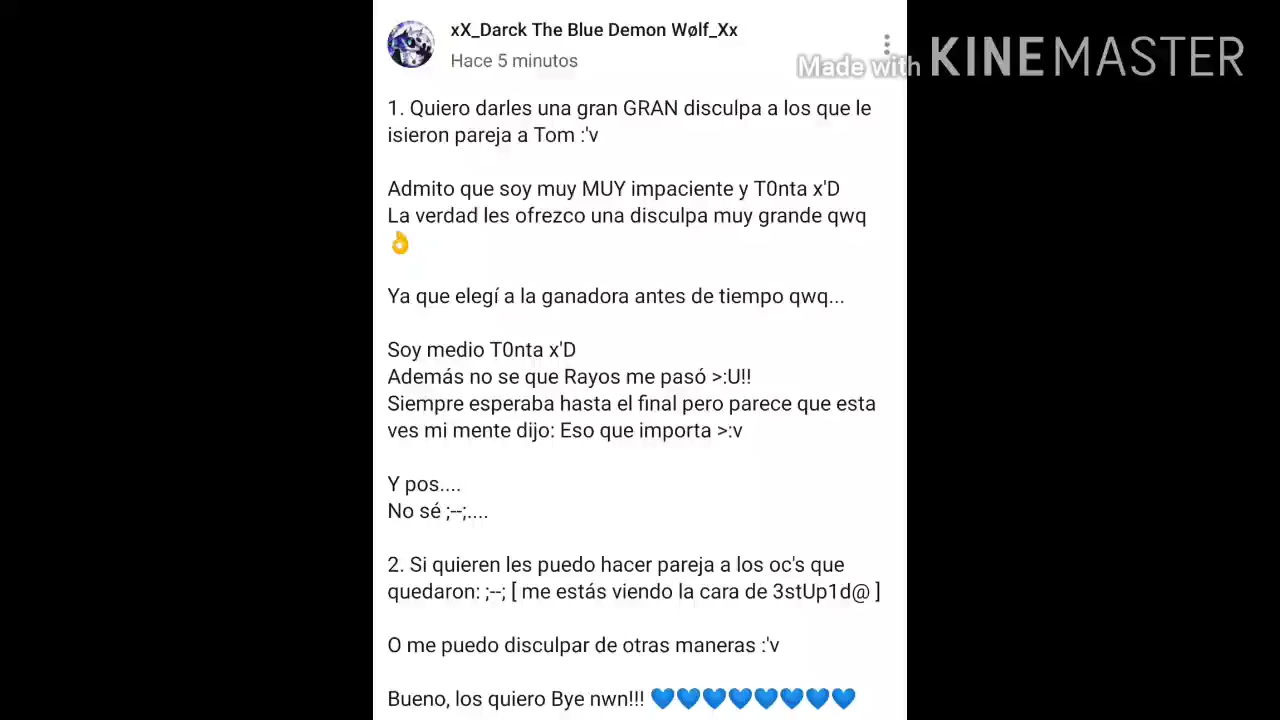 xX_Darck The Blue Demon Wølf_Xx
Hace 5 minutos
Made with KINEMASTER
1. Quiero darles una gran GRAN disculpa a los que le
isieron pareja a Tom :'v
Admito que soy muy MUY impaciente y T0nta x'D
La verdad les ofrezco una disculpa muy grande qwq
👌
Ya que elegí a la ganadora antes de tiempo qwq...
Soy medio T0nta x'D
Además no se que Rayos me pasó >:U!!
Siempre esperaba hasta el final pero parece que esta
ves mi mente dijo: Eso que importa >:v
Y pos....
No sé ;--;....
2. Si quieren les puedo hacer pareja a los oc's que
quedaron: ;--; [ me estás viendo la cara de 3stUp1d@ ]
O me puedo disculpar de otras maneras :'v
Bueno, los quiero Bye nwn!!! 💙💙💙💙💙💙💙💙